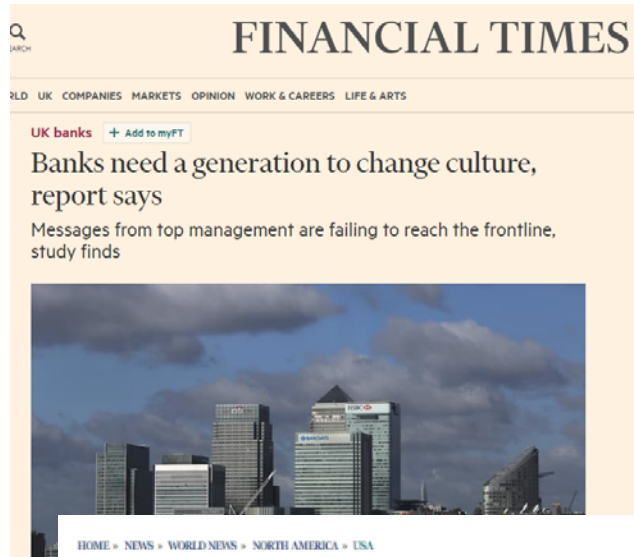 FINANCIAL TIMES
ARCH
RLD UK COMPANIES MARKETS OPINION WORK & CAREERS LIFE & ARTS
UK banks + Add to myFT
Banks need a generation to change culture,
report says
Messages from top management are failing to reach the frontline,
study finds
HSBC
BARCLAYS
HOME » NEWS » WORLD NEWS » NORTH AMERICA » USA